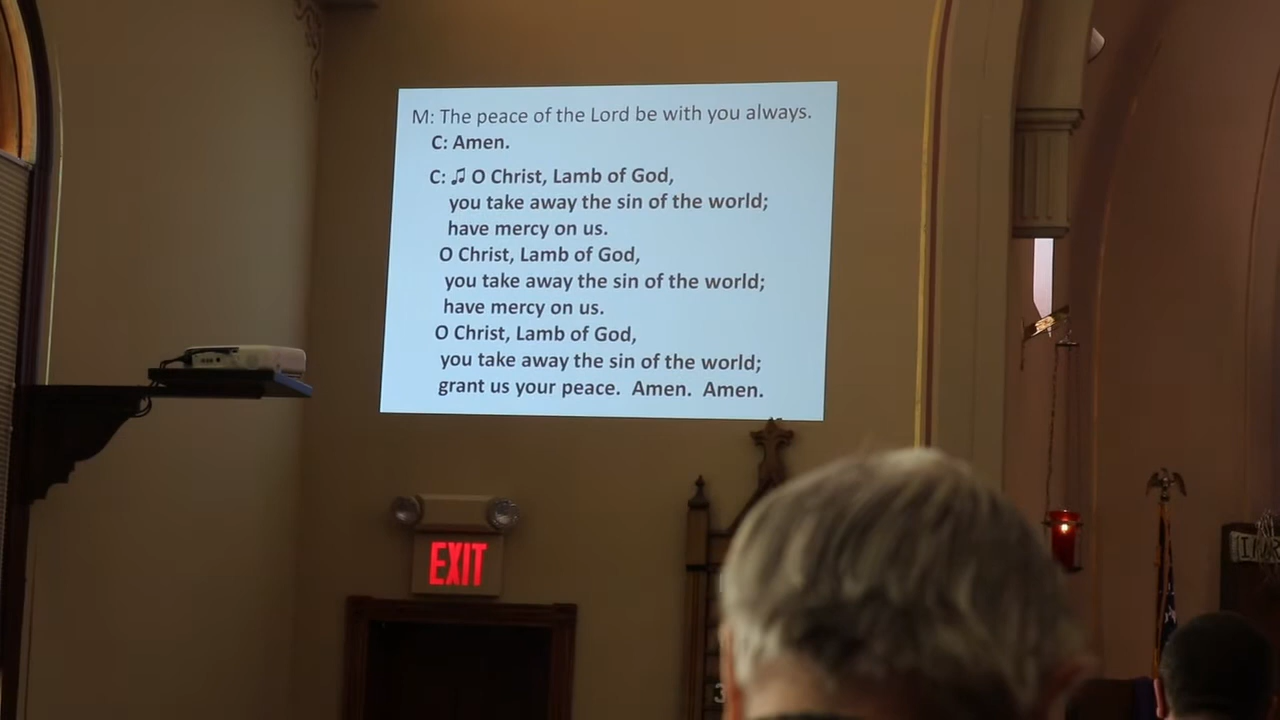 M: The peace of the Lord be with you always.
C: Amen.
C: ♫ O Christ, Lamb of God,
you take away the sin of the world;
have mercy on us.
O Christ, Lamb of God,
you take away the sin of the world;
have mercy on us.
O Christ, Lamb of God,
you take away the sin of the world;
grant us your peace. Amen. Amen.
EXIT
3